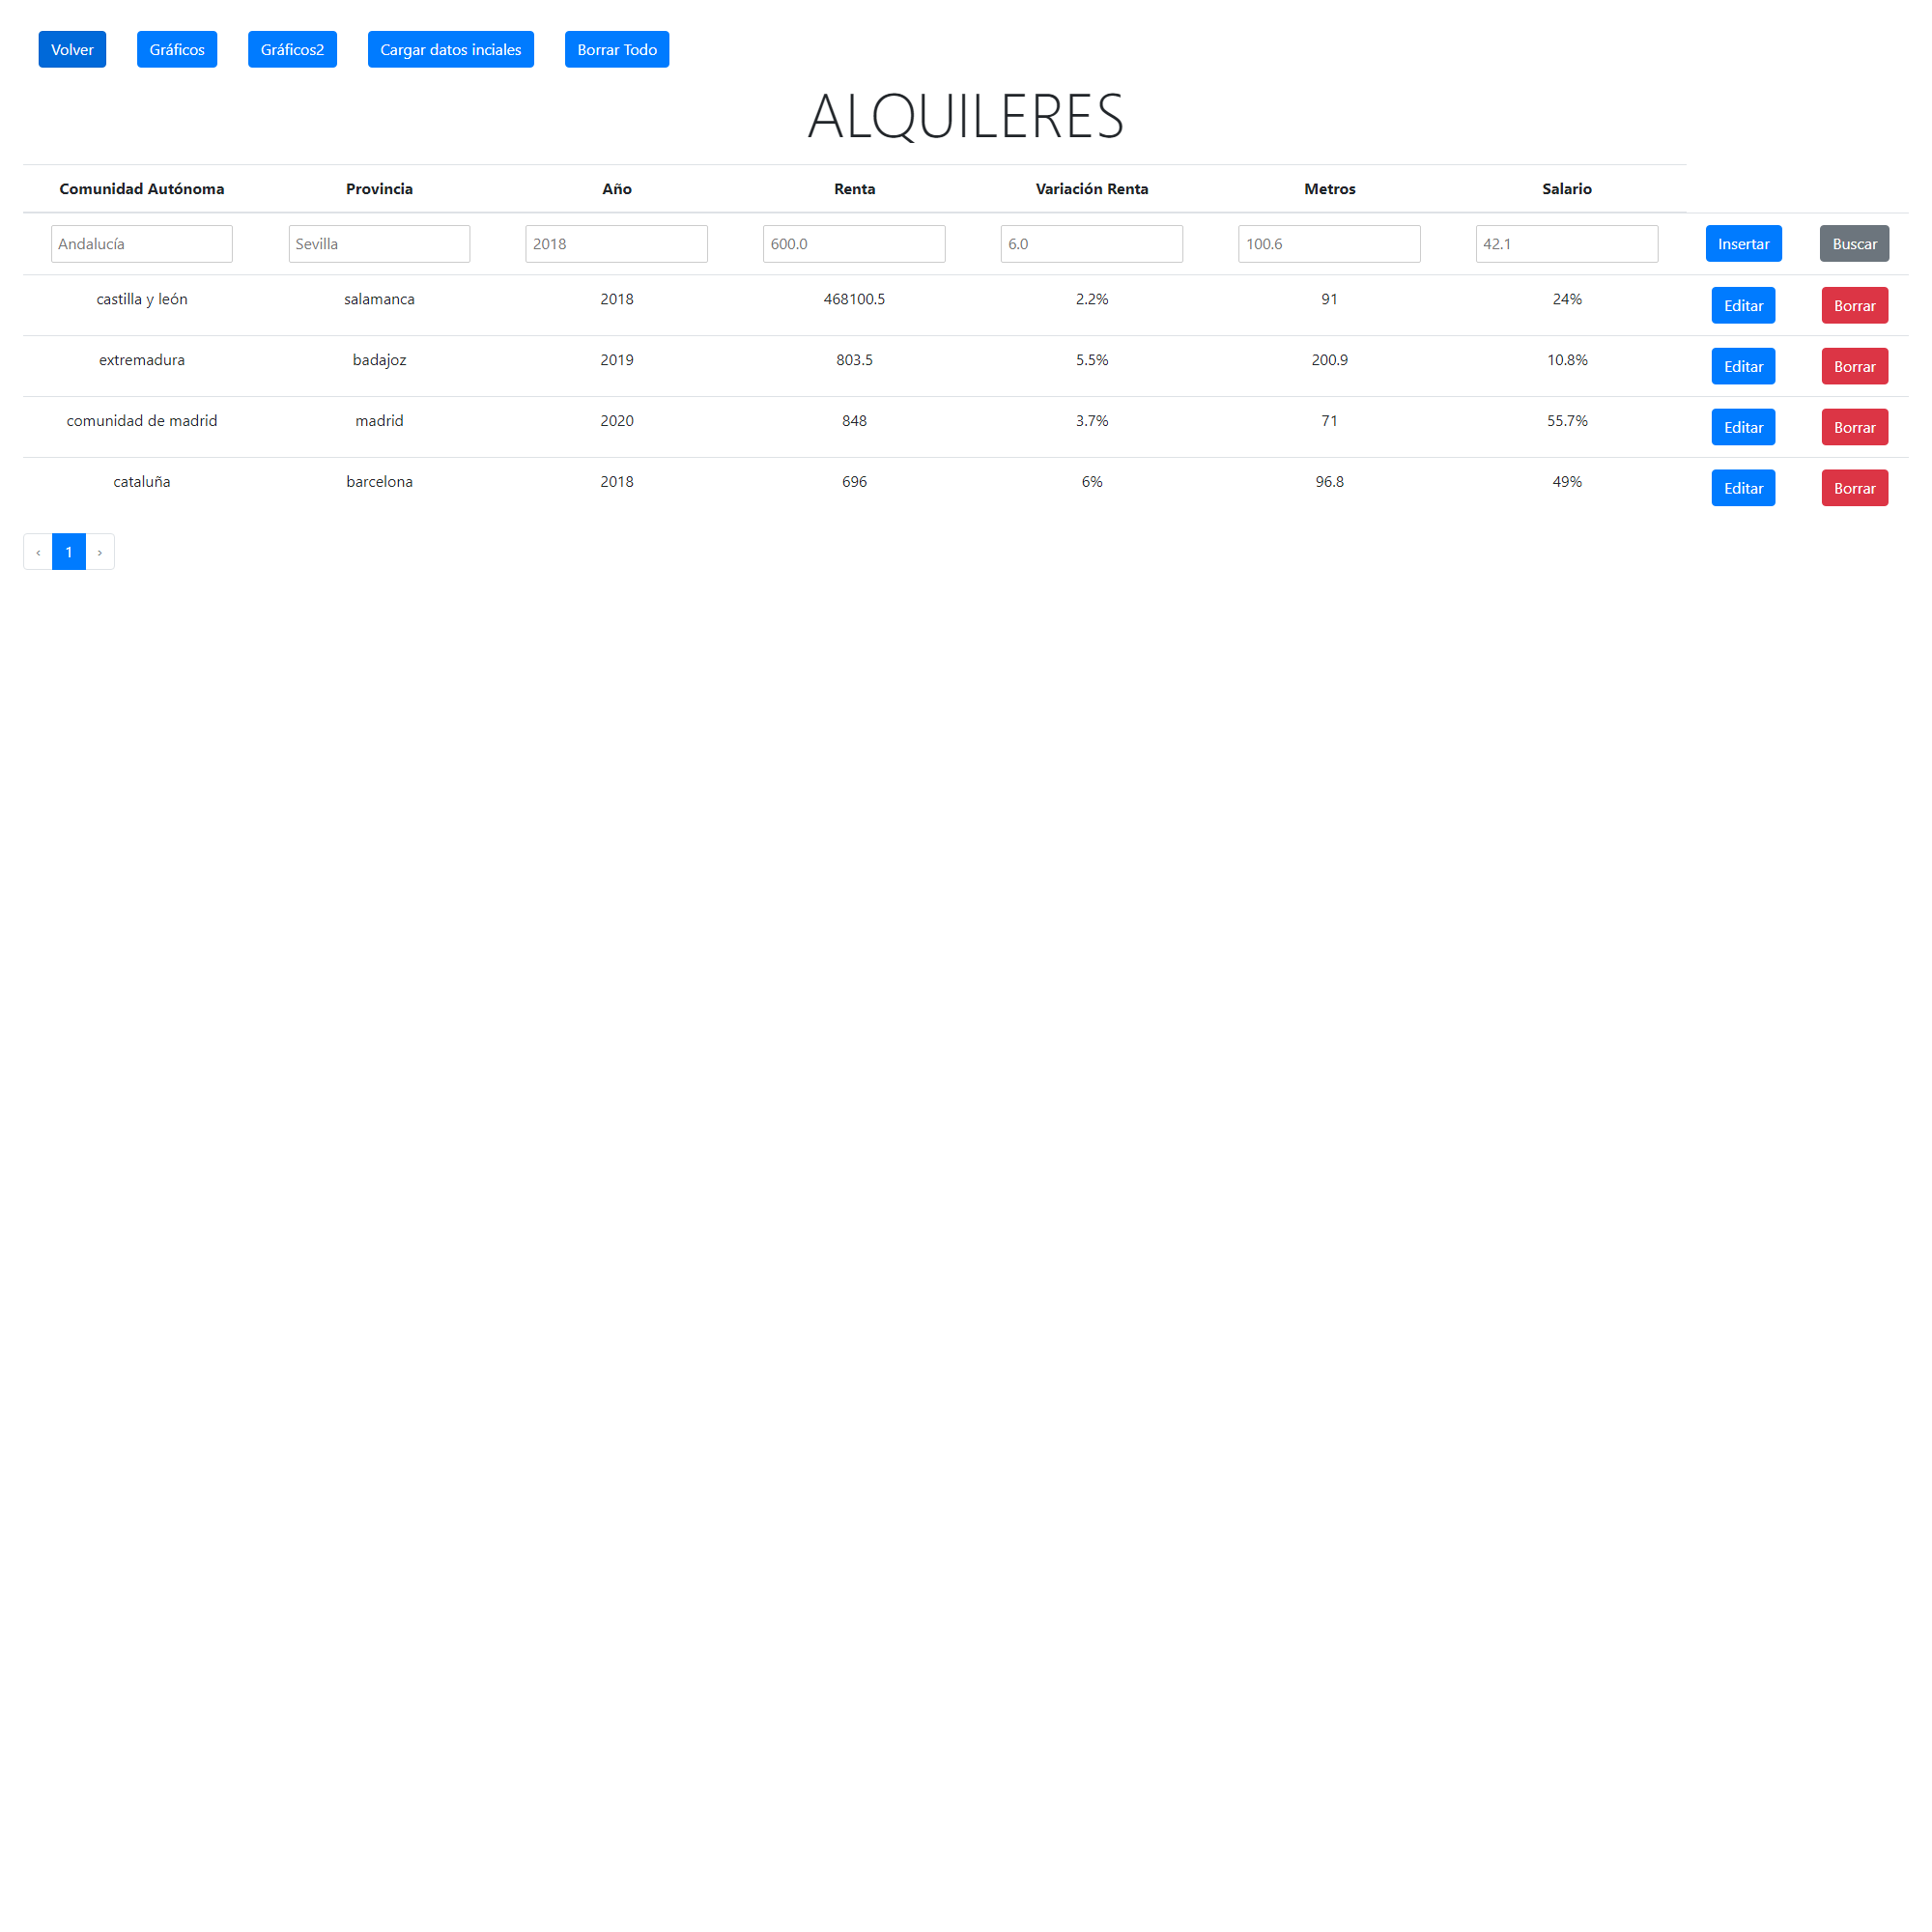 Volver Gráficos Gráficos2 Cargar datos inciales Borrar Todo
ALQUILERES
Comunidad Autónoma Provincia Año Renta Variación Renta Metros Salario
Andalucía Sevilla 2018 600.0 6.0 100.6 42.1 Insertar Buscar
castilla y león salamanca 2018 468100.5 2.2% 91 24% Editar Borrar
extremadura badajoz 2019 803.5 5.5% 200.9 10.8% Editar Borrar
comunidad de madrid madrid 2020 848 3.7% 71 55.7% Editar Borrar
cataluña barcelona 2018 696 6% 96.8 49% Editar Borrar
‹ 1 ›